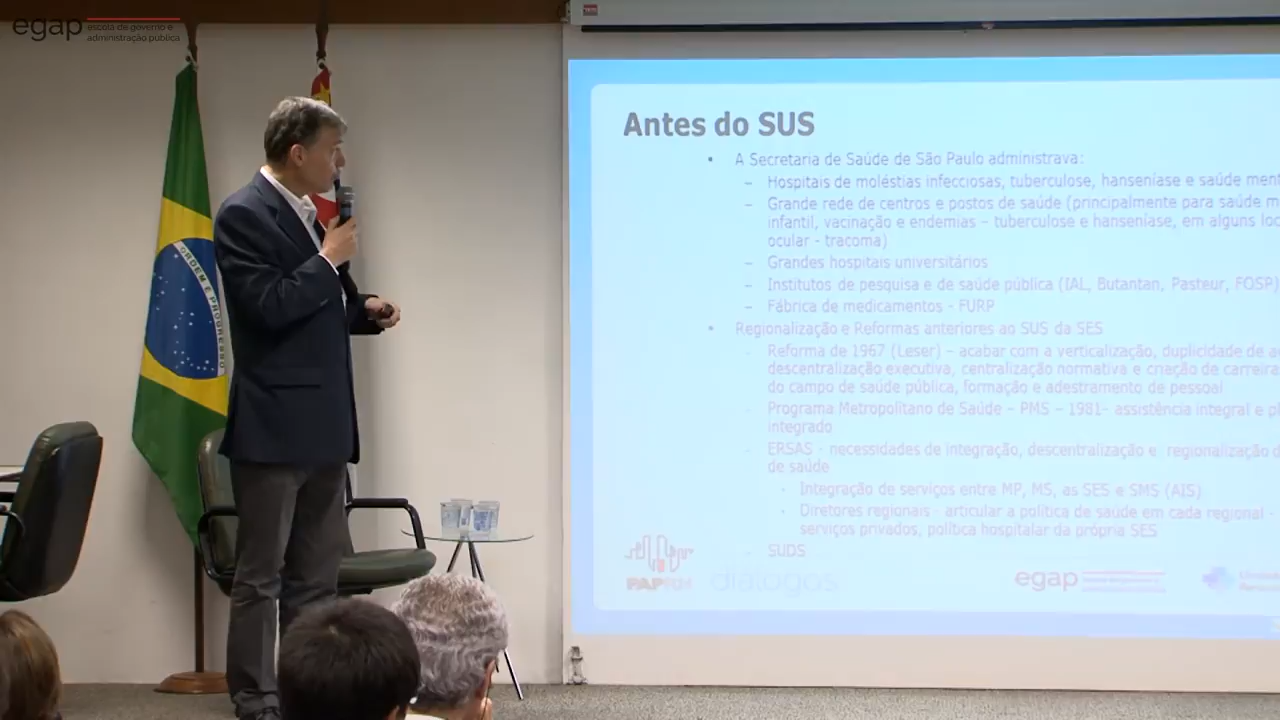 egap escola de governo e
administração pública
ORDEM E PROGRESSO
Antes do SUS
• A Secretaria de Saúde de São Paulo administrava:
– Hospitais de moléstias infecciosas, tuberculose, hanseníase e saúde
– Grande rede de centros e postos de saúde (principalmente para saúde
infantil, vacinação e endemias – tuberculose e hanseníase, em alguns
ocular - tracoma)
– Grandes hospitais universitários
– Institutos de pesquisa e de saúde pública (IAL, Butantan, Pasteur, FOSP)
– Fábrica de medicamentos - FURP
• Regionalização e Reformas anteriores ao SUS da SES
- Reforma de 1967 (Leser) – acabar com a verticalização, duplicidade de
descentralização executiva, centralização normativa e criação de
do campo de saúde pública, formação e adestramento de pessoal
- Programa Metropolitano de Saúde – PMS – 1981- assistência integral e
integrado
- ERSAS - necessidades de integração, descentralização e regionalização
de saúde
- Integração de serviços entre MP, MS, as SES e SMS (AIS)
- Diretores regionais - articular a política de saúde em cada regional -
serviços privados, política hospitalar da própria SES
- SUDS
diálogos
egap